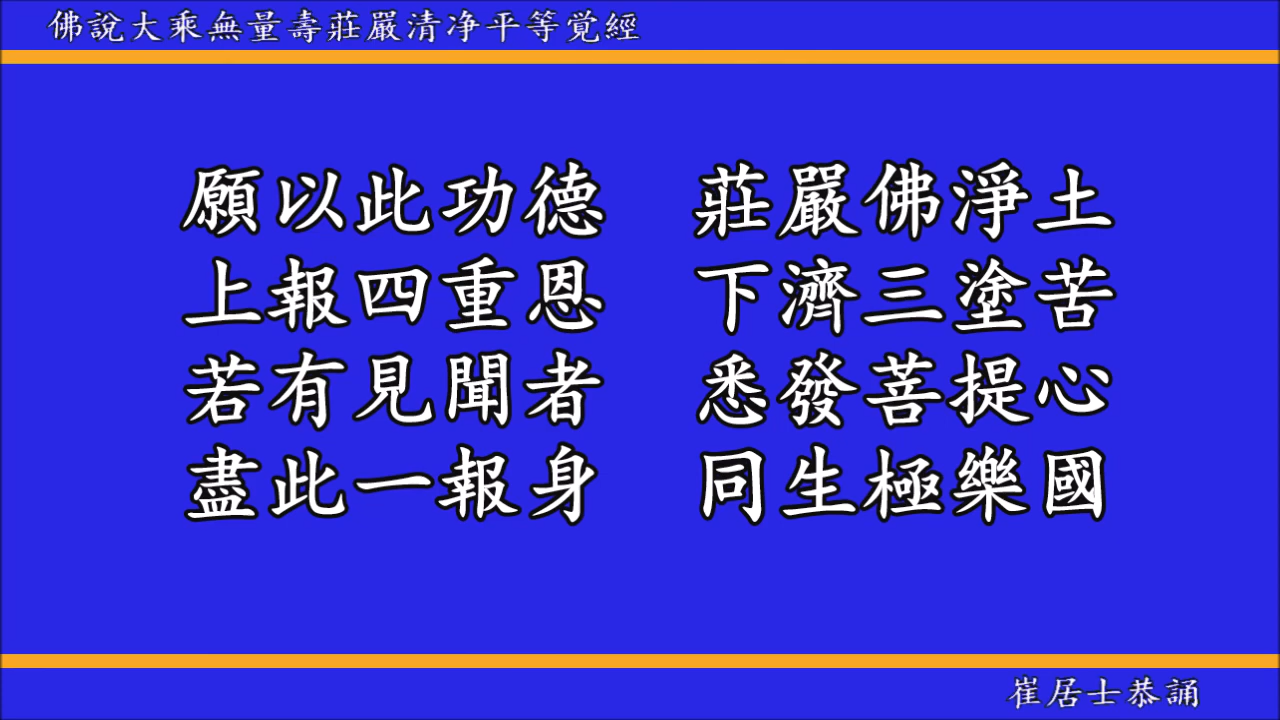 佛說大乘無量壽莊嚴清净平等覚經
願以此功德　莊嚴佛淨土
上報四重恩　下濟三塗苦
若有見聞者　悉發菩提心
盡此一報身　同生極樂國
崔居士恭誦